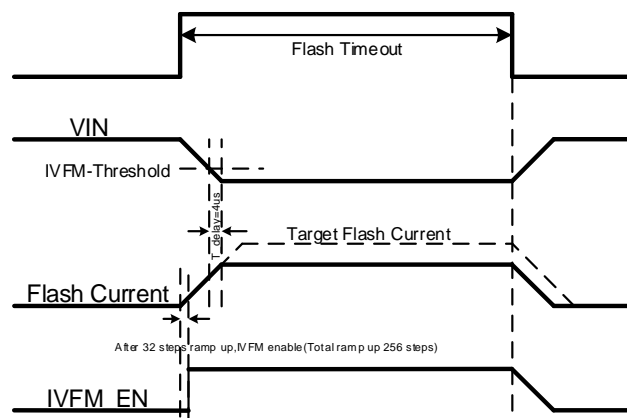 Flash Timeout
VIN
IVFM-Threshold
T_delay=4us
Target Flash Current
Flash Current
After 32 steps ramp up,IVFM enable(Total ramp up 256 steps)
IVFM_EN